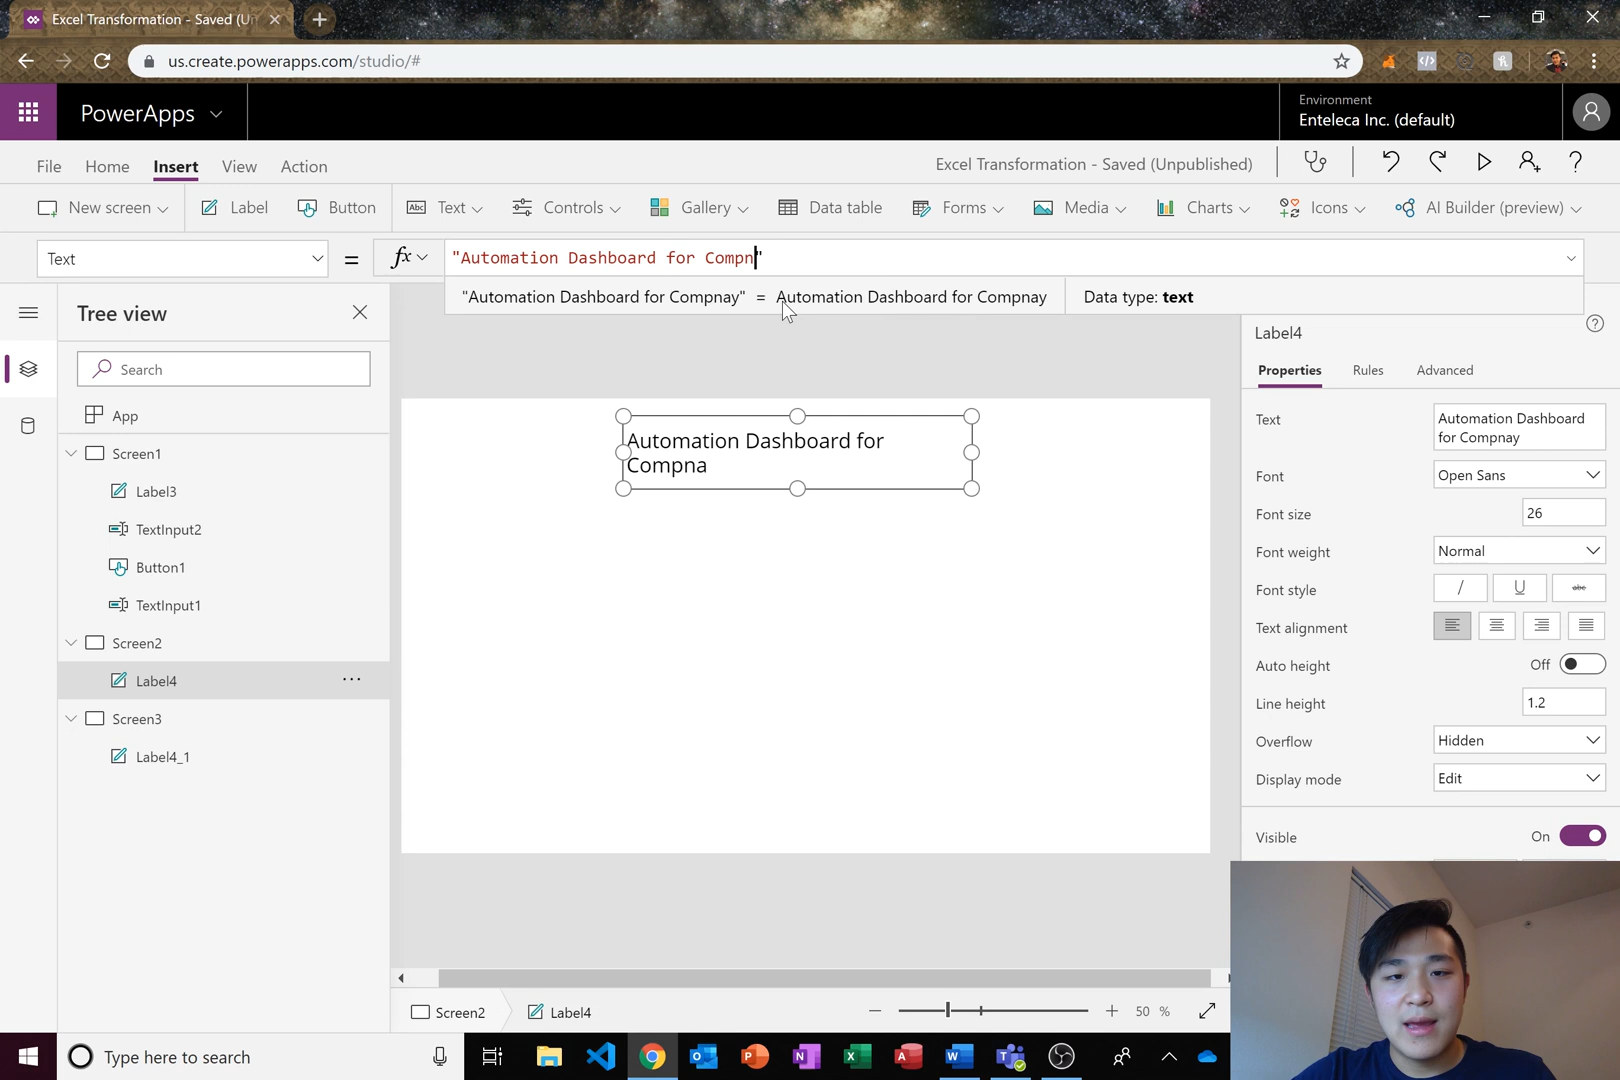 Excel Transformation - Saved (Un
us.create.powerapps.com/studio/#
PowerApps
Environment
Enteleca Inc. (default)
File Home Insert View Action
Excel Transformation - Saved (Unpublished)
New screen Label Button Abc Text Controls Gallery Data table Forms Media Charts Icons AI Builder (preview)
Text = fx "Automation Dashboard for Compn"
"Automation Dashboard for Compnay" = Automation Dashboard for Compnay Data type: text
Tree view
Search
App
Screen1
Label3
TextInput2
Button1
TextInput1
Screen2
Label4
Screen3
Label4_1
Automation Dashboard for
Compna
Label4
Properties Rules Advanced
Text Automation Dashboard
for Compnay
Font Open Sans
Font size 26
Font weight Normal
Font style / U abc
Text alignment
Auto height Off
Line height 1.2
Overflow Hidden
Display mode Edit
Visible On
Screen2 Label4 50 %
Type here to search